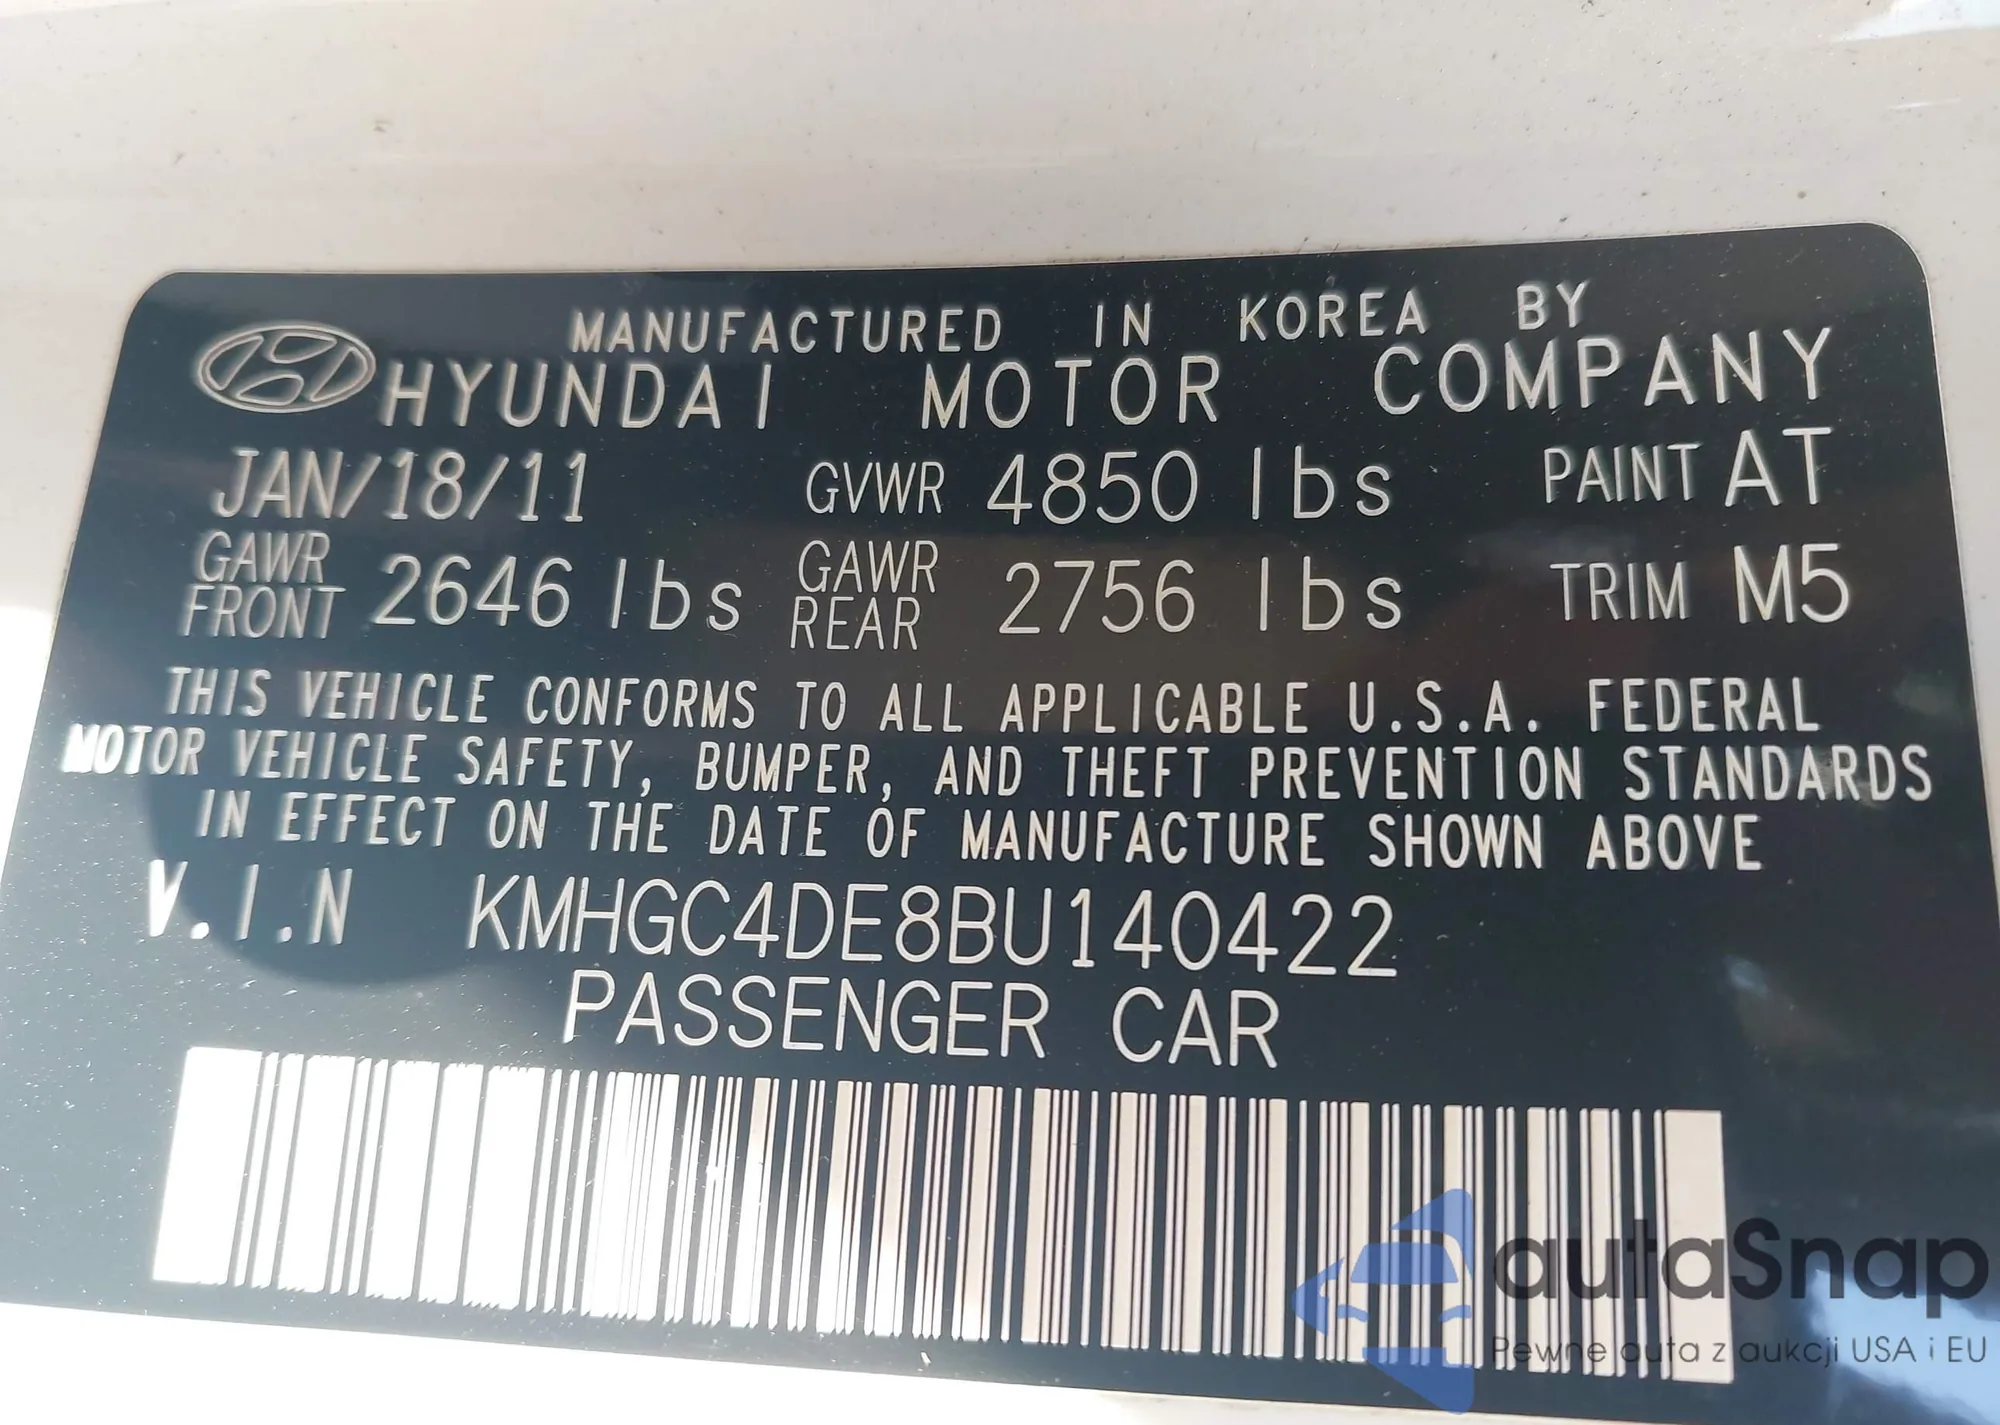 MANUFACTURED IN KOREA BY
HYUNDAI MOTOR COMPANY
JAN/18/11 GVWR 4850 lbs PAINT AT
GAWR FRONT 2646 lbs GAWR REAR 2756 lbs TRIM M5
THIS VEHICLE CONFORMS TO ALL APPLICABLE U.S.A. FEDERAL
MOTOR VEHICLE SAFETY, BUMPER, AND THEFT PREVENTION STANDARDS
IN EFFECT ON THE DATE OF MANUFACTURE SHOWN ABOVE
V.I.N KMHGC4DE8BU140422
PASSENGER CAR
autaSnap
Pewne auta z aukcji USA i EU